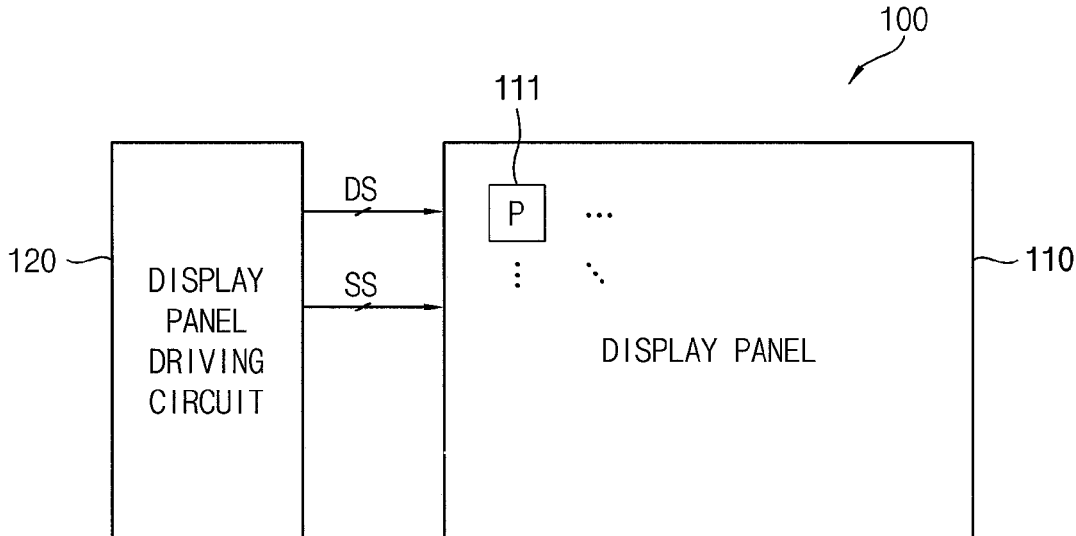 100
111
DS
P ...
120
110
SS
DISPLAY
PANEL
DRIVING
CIRCUIT
DISPLAY PANEL